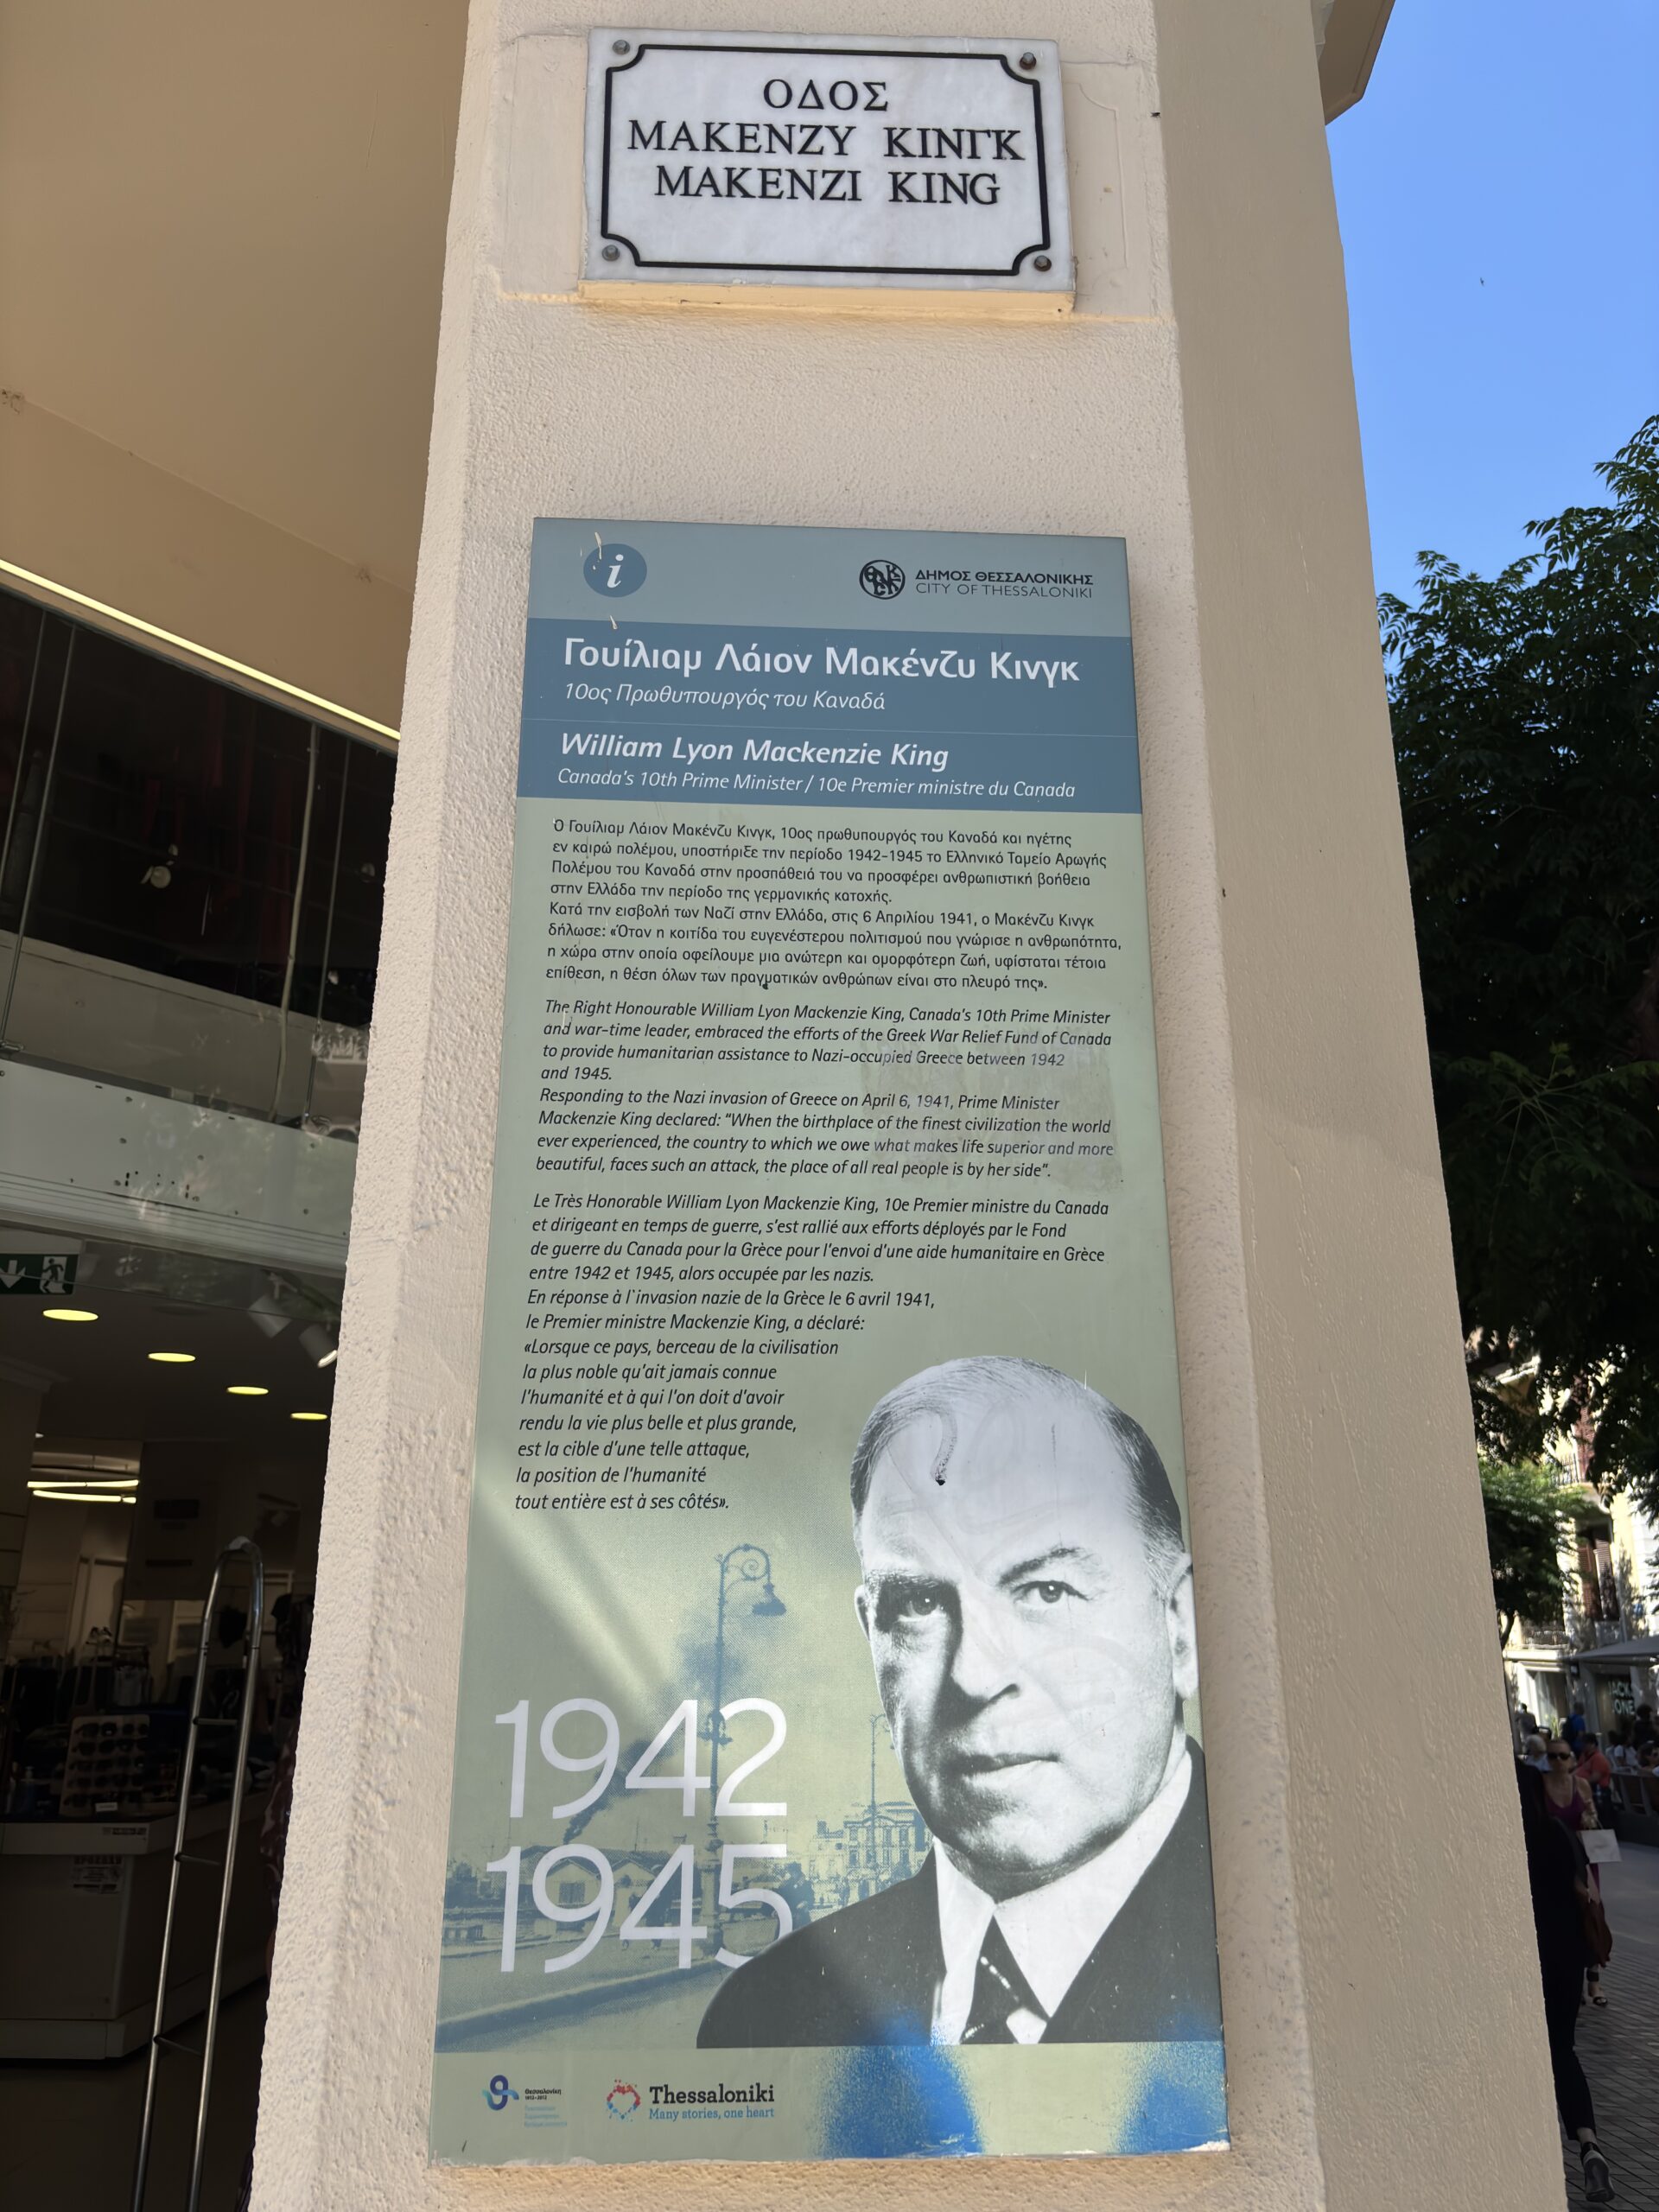 ΟΔΟΣ
ΜΑΚΕΝΖΥ ΚΙΝΓΚ
MAKENZI KING
i
ΔΗΜΟΣ ΘΕΣΣΑΛΟΝΙΚΗΣ
CITY OF THESSALONIKI
Γουίλιαμ Λάιον Μακένζυ Κινγκ
10ος Πρωθυπουργός του Καναδά
William Lyon Mackenzie King
Canada's 10th Prime Minister / 10e Premier ministre du Canada
Ο Γουίλιαμ Λάιον Μακένζυ Κινγκ, 10ος πρωθυπουργός του Καναδά και ηγέτης
εν καιρώ πολέμου, υποστήριξε την περίοδο 1942-1945 το Ελληνικό Ταμείο Αρωγής
Πολέμου του Καναδά στην προσπάθειά του να προσφέρει ανθρωπιστική βοήθεια
στην Ελλάδα την περίοδο της γερμανικής κατοχής.
Κατά την εισβολή των Ναζί στην Ελλάδα, στις 6 Απριλίου 1941, ο Μακένζυ Κινγκ
δήλωσε: «Όταν η κοιτίδα του ευγενέστερου πολιτισμού που γνώρισε η ανθρωπότητα,
η χώρα στην οποία οφείλουμε μια ανώτερη και ομορφότερη ζωή, υφίσταται τέτοια
επίθεση, η θέση όλων των πραγματικών ανθρώπων είναι στο πλευρό της».
The Right Honourable William Lyon Mackenzie King, Canada's 10th Prime Minister
and war-time leader, embraced the efforts of the Greek War Relief Fund of Canada
to provide humanitarian assistance to Nazi-occupied Greece between 1942
and 1945.
Responding to the Nazi invasion of Greece on April 6, 1941, Prime Minister
Mackenzie King declared: "When the birthplace of the finest civilization the world
ever experienced, the country to which we owe what makes life superior and more
beautiful, faces such an attack, the place of all real people is by her side".
Le Très Honorable William Lyon Mackenzie King, 10e Premier ministre du Canada
et dirigeant en temps de guerre, s'est rallié aux efforts déployés par le Fond
de guerre du Canada pour la Grèce pour l'envoi d'une aide humanitaire en Grèce
entre 1942 et 1945, alors occupée par les nazis.
En réponse à l'invasion nazie de la Grèce le 6 avril 1941,
le Premier ministre Mackenzie King, a déclaré:
«Lorsque ce pays, berceau de la civilisation
la plus noble qu'ait jamais connue
l'humanité et à qui l'on doit d'avoir
rendu la vie plus belle et plus grande,
est la cible d'une telle attaque,
la position de l'humanité
tout entière est à ses côtés».
1942
1945
Θεσσαλονίκη
1912-2012
Thessaloniki
Many stories, one heart